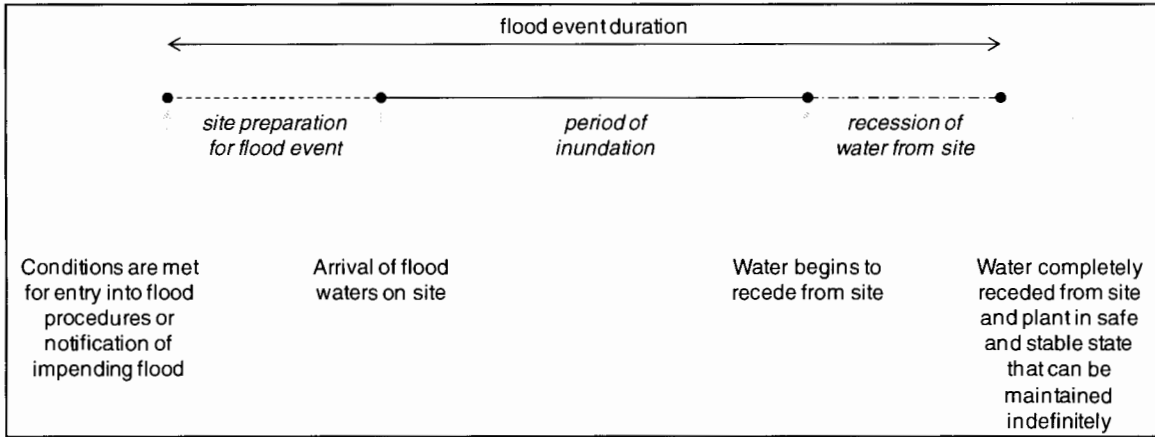 flood event duration
site preparation
for flood event
period of
inundation
recession of
water from site
Conditions are met
for entry into flood
procedures or
notification of
impending flood
Arrival of flood
waters on site
Water begins to
recede from site
Water completely
receded from site
and plant in safe
and stable state
that can be
maintained
indefinitely